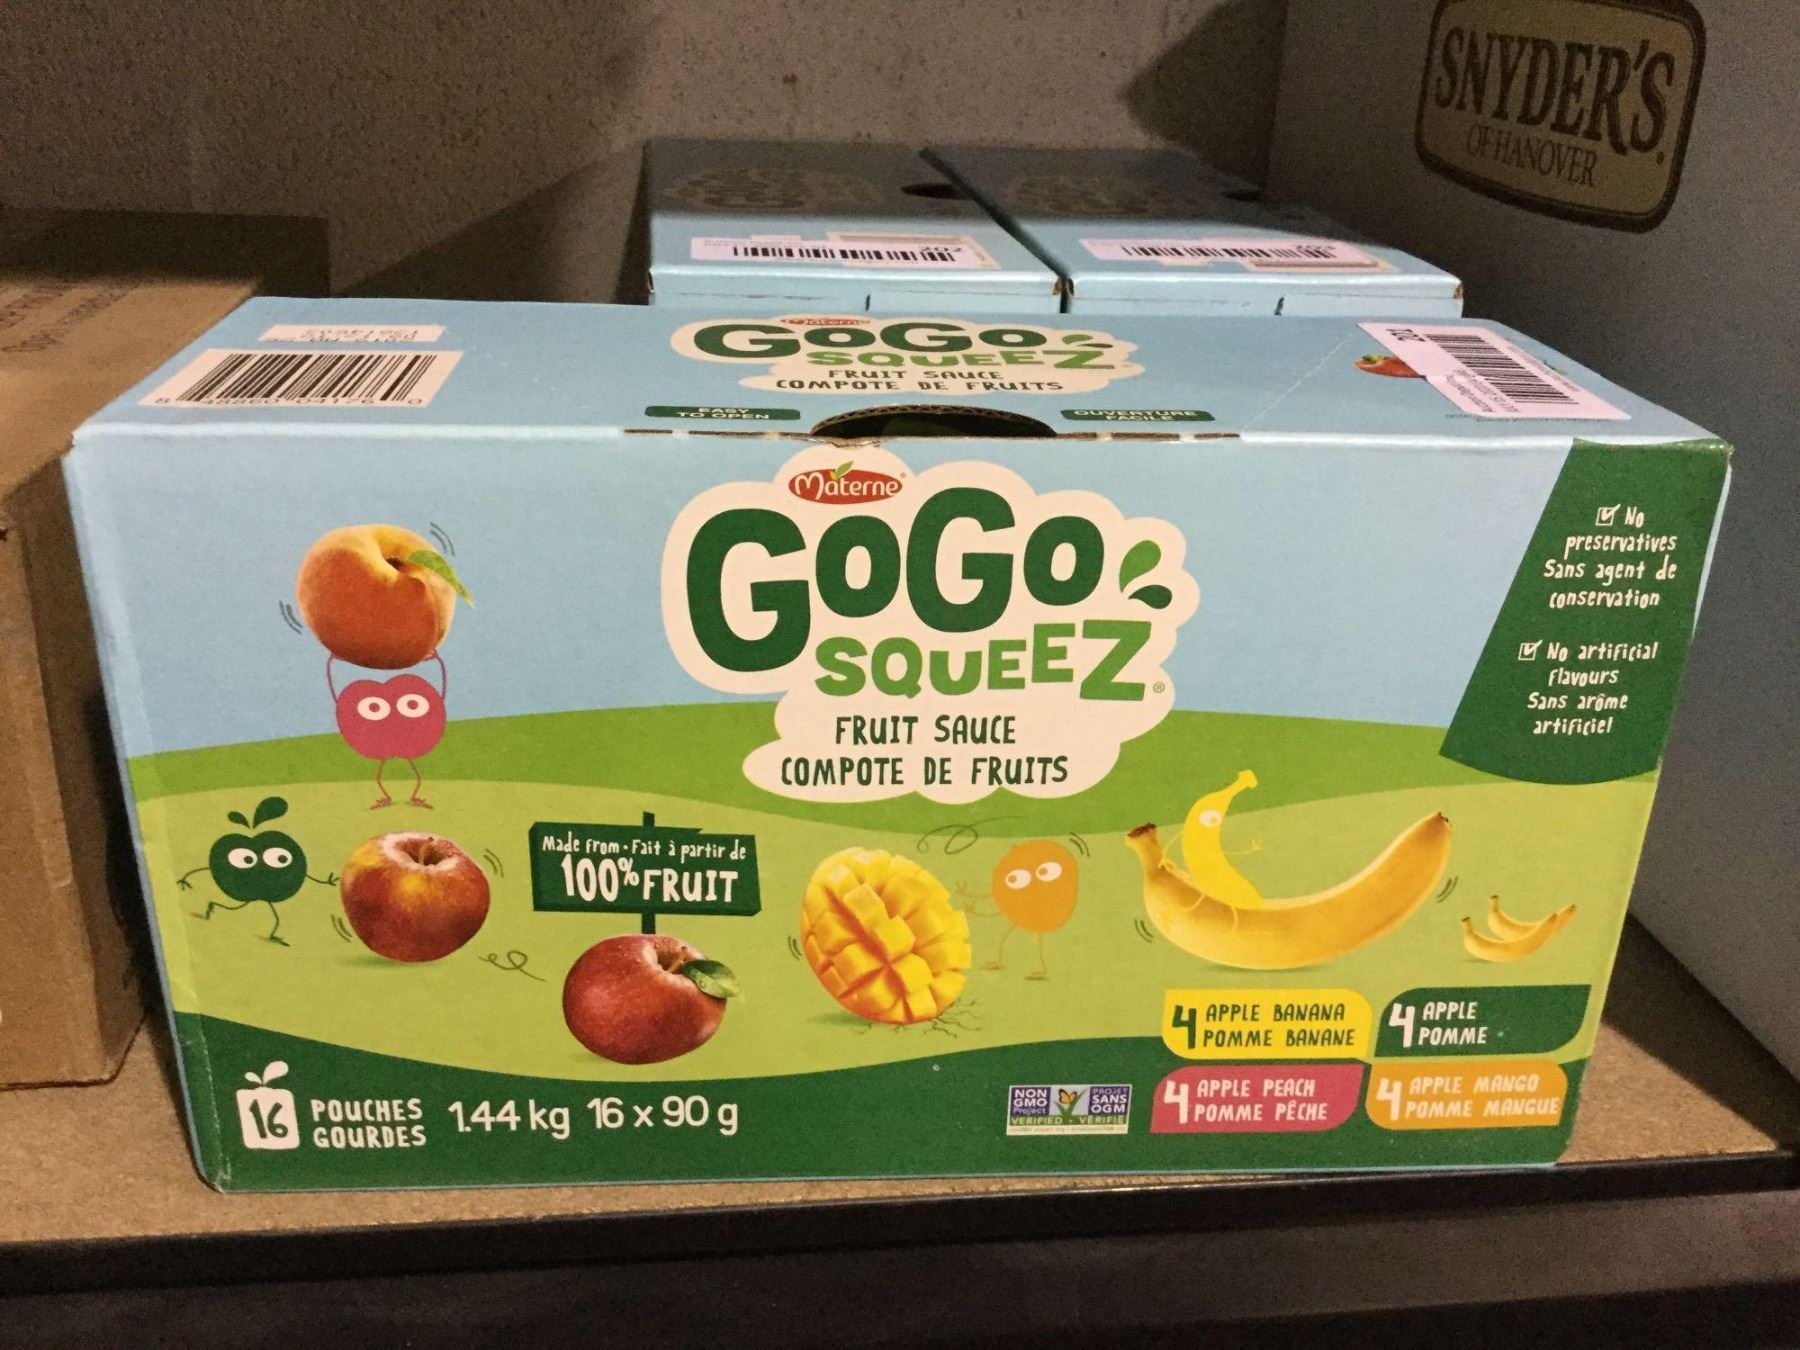 SNYDER'S
OF HANOVER
202
Materne
GOGO
SQUEEZ
FRUIT SAUCE
COMPOTE DE FRUITS
EASY
TO OPEN
OUVERTURE
FACILE
Materne
GOGO
SQUEEZ®
FRUIT SAUCE
COMPOTE DE FRUITS
No
preservatives
Sans agent de
conservation
No artificial
flavours
Sans arôme
artificiel
Made from • Fait à partir de
100% FRUIT
4 APPLE BANANA
POMME BANANE
4 APPLE
POMME
4 APPLE PEACH
POMME PÊCHE
4 APPLE MANGO
POMME MANGUE
NON
GMO
Project
VERIFIED
PROJET
SANS
OGM
VÉRIFIÉ
16 POUCHES
GOURDES
1.44 kg 16 x 90 g